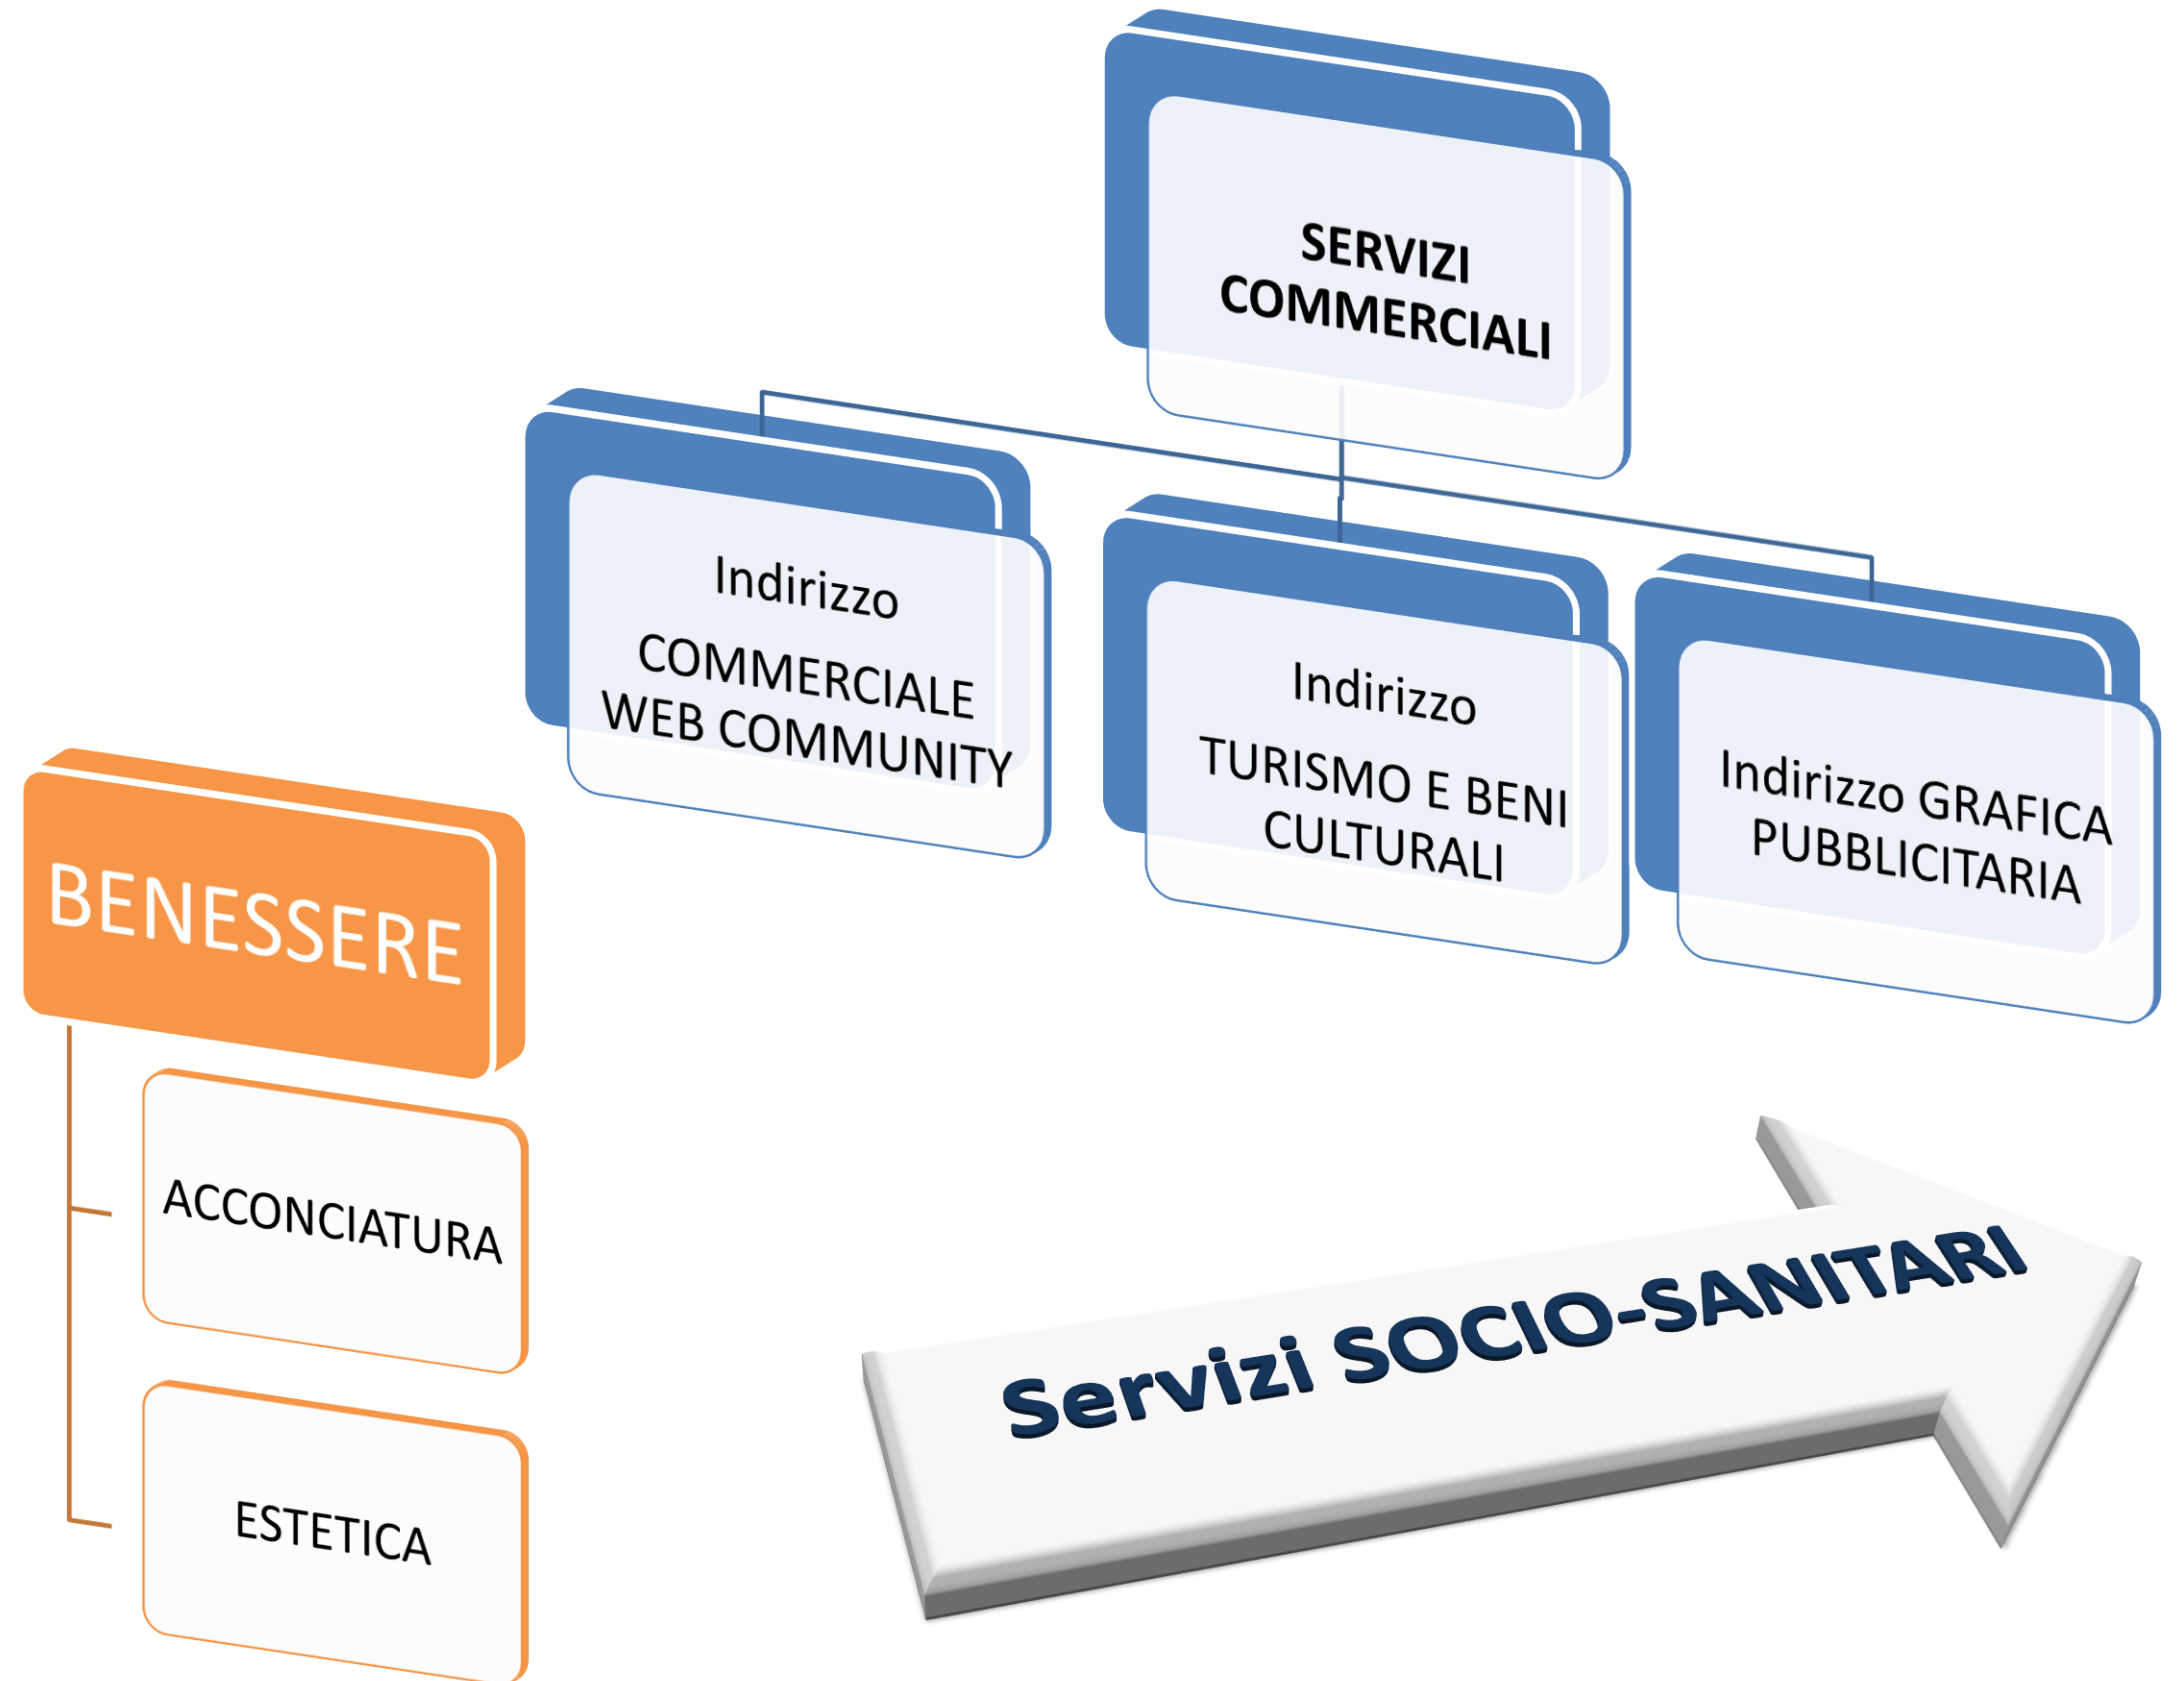 SERVIZI
COMMERCIALI
Indirizzo
COMMERCIALE
WEB COMMUNITY
Indirizzo
TURISMO E BENI
CULTURALI
Indirizzo GRAFICA
PUBBLICITARIA
BENESSERE
ACCONCIATURA
ESTETICA
Servizi SOCIO-SANITARI